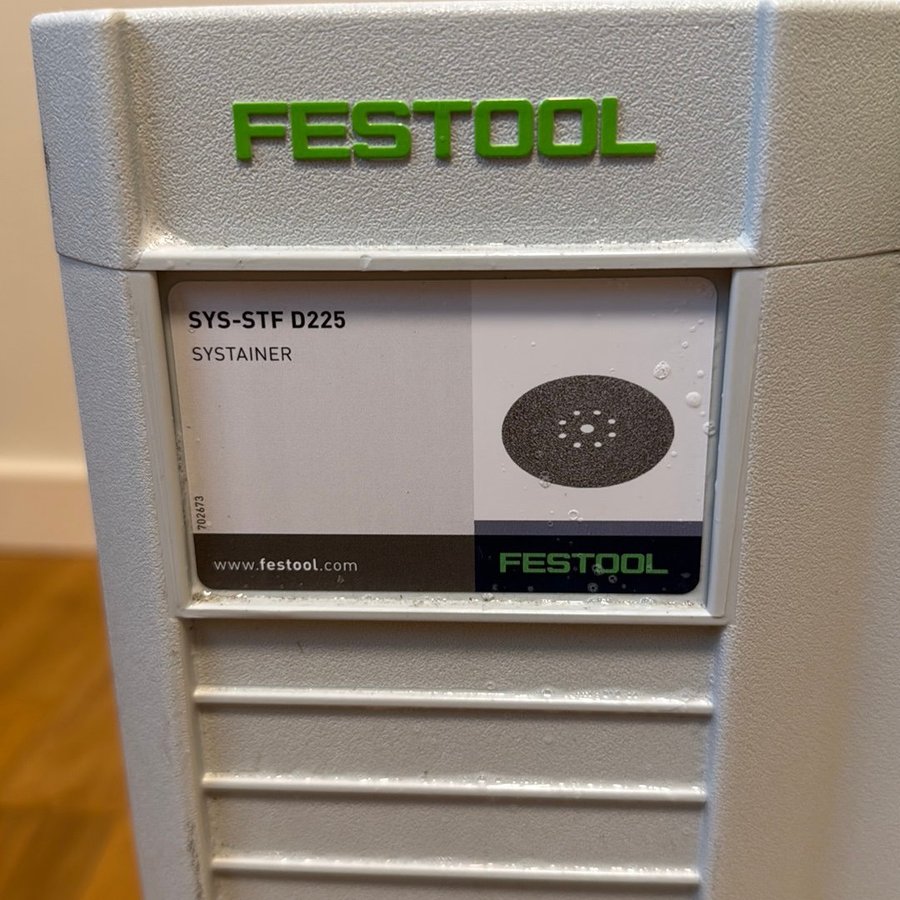 FESTOOL
SYS-STF D225
SYSTAINER
702673
www.festool.com
FESTOOL